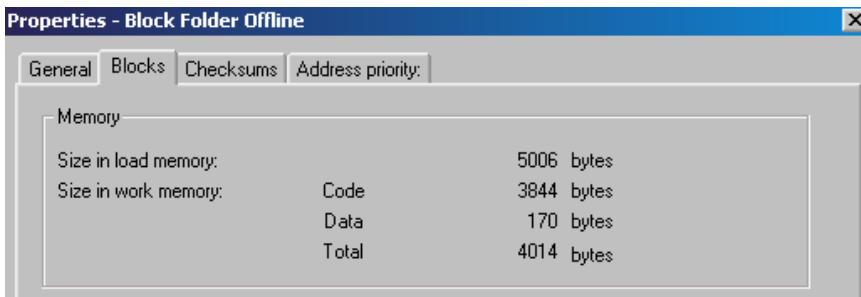 Properties - Block Folder Offline
General Blocks Checksums Address priority:
Memory
Size in load memory: 5006 bytes
Size in work memory: Code 3844 bytes
Data 170 bytes
Total 4014 bytes